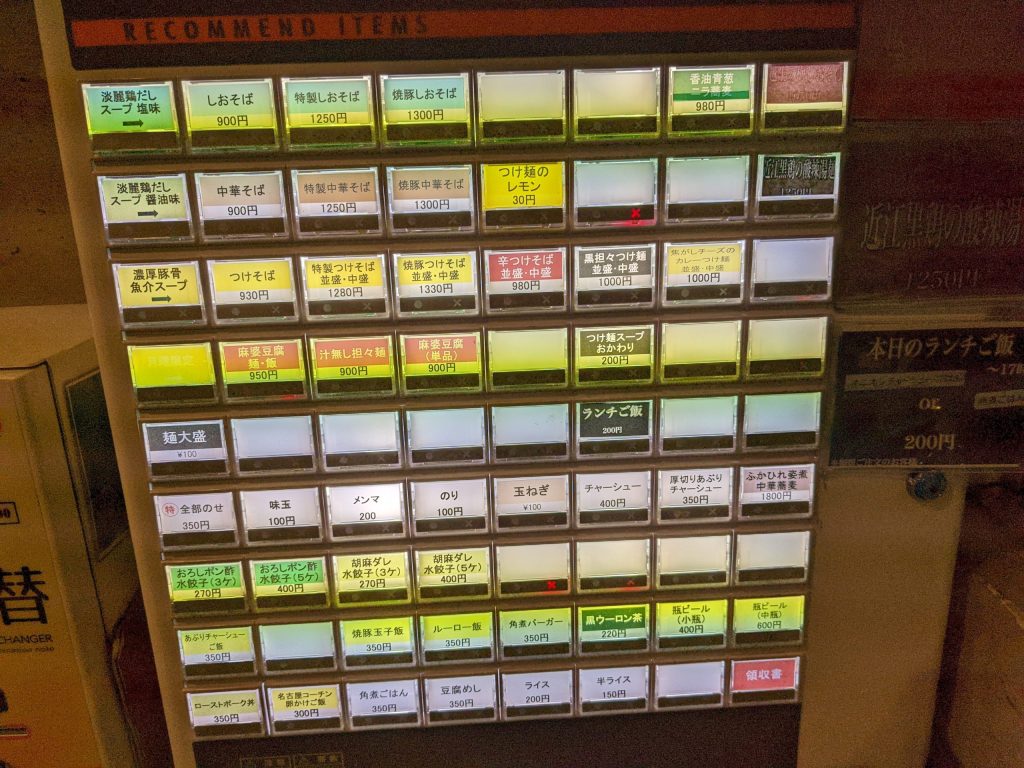 RECOMMEND ITEMS
淡麗鶏だし
スープ 塩味
しおそば
900円
特製しおそば
1250円
焼豚しおそば
1300円
香油青葱
ニラ蕎麦
980円
淡麗鶏だし
スープ 醤油味
中華そば
900円
特製中華そば
1250円
焼豚中華そば
1300円
つけ麺の
レモン
30円
近江黒鶏の酸辣湯麺
1250円
近江黒鶏の酸辣湯
1250円
濃厚豚骨
魚介スープ
つけそば
930円
特製つけそば
並盛・中盛
1280円
焼豚つけそば
並盛・中盛
1330円
辛つけそば
並盛・中盛
980円
黒担々つけ麺
並盛・中盛
1000円
焦がしチーズの
カレーつけ麺
並盛・中盛
1000円
麻婆豆腐
麺・飯
950円
汁無し担々麺
900円
麻婆豆腐
(単品)
900円
つけ麺スープ
おかわり
200円
本日のランチご飯
or
200円
麺大盛
¥100
ランチご飯
200円
特 全部のせ
350円
味玉
100円
メンマ
200
のり
100円
玉ねぎ
¥100
チャーシュー
400円
厚切りあぶり
チャーシュー
350円
ふかひれ姿煮
中華蕎麦
1800円
おろしポン酢
水餃子(3ケ)
270円
おろしポン酢
水餃子(5ケ)
400円
胡麻ダレ
水餃子(3ケ)
270円
胡麻ダレ
水餃子(5ケ)
400円
あぶりチャーシュー
ご飯
350円
焼豚玉子飯
350円
ルーロー飯
350円
角煮バーガー
350円
黒ウーロン茶
220円
瓶ビール
(小瓶)
400円
瓶ビール
(中瓶)
600円
ローストポーク丼
350円
名古屋コーチン
卵かけご飯
300円
角煮ごはん
350円
豆腐めし
350円
ライス
200円
半ライス
150円
領収書
替
CHANGER